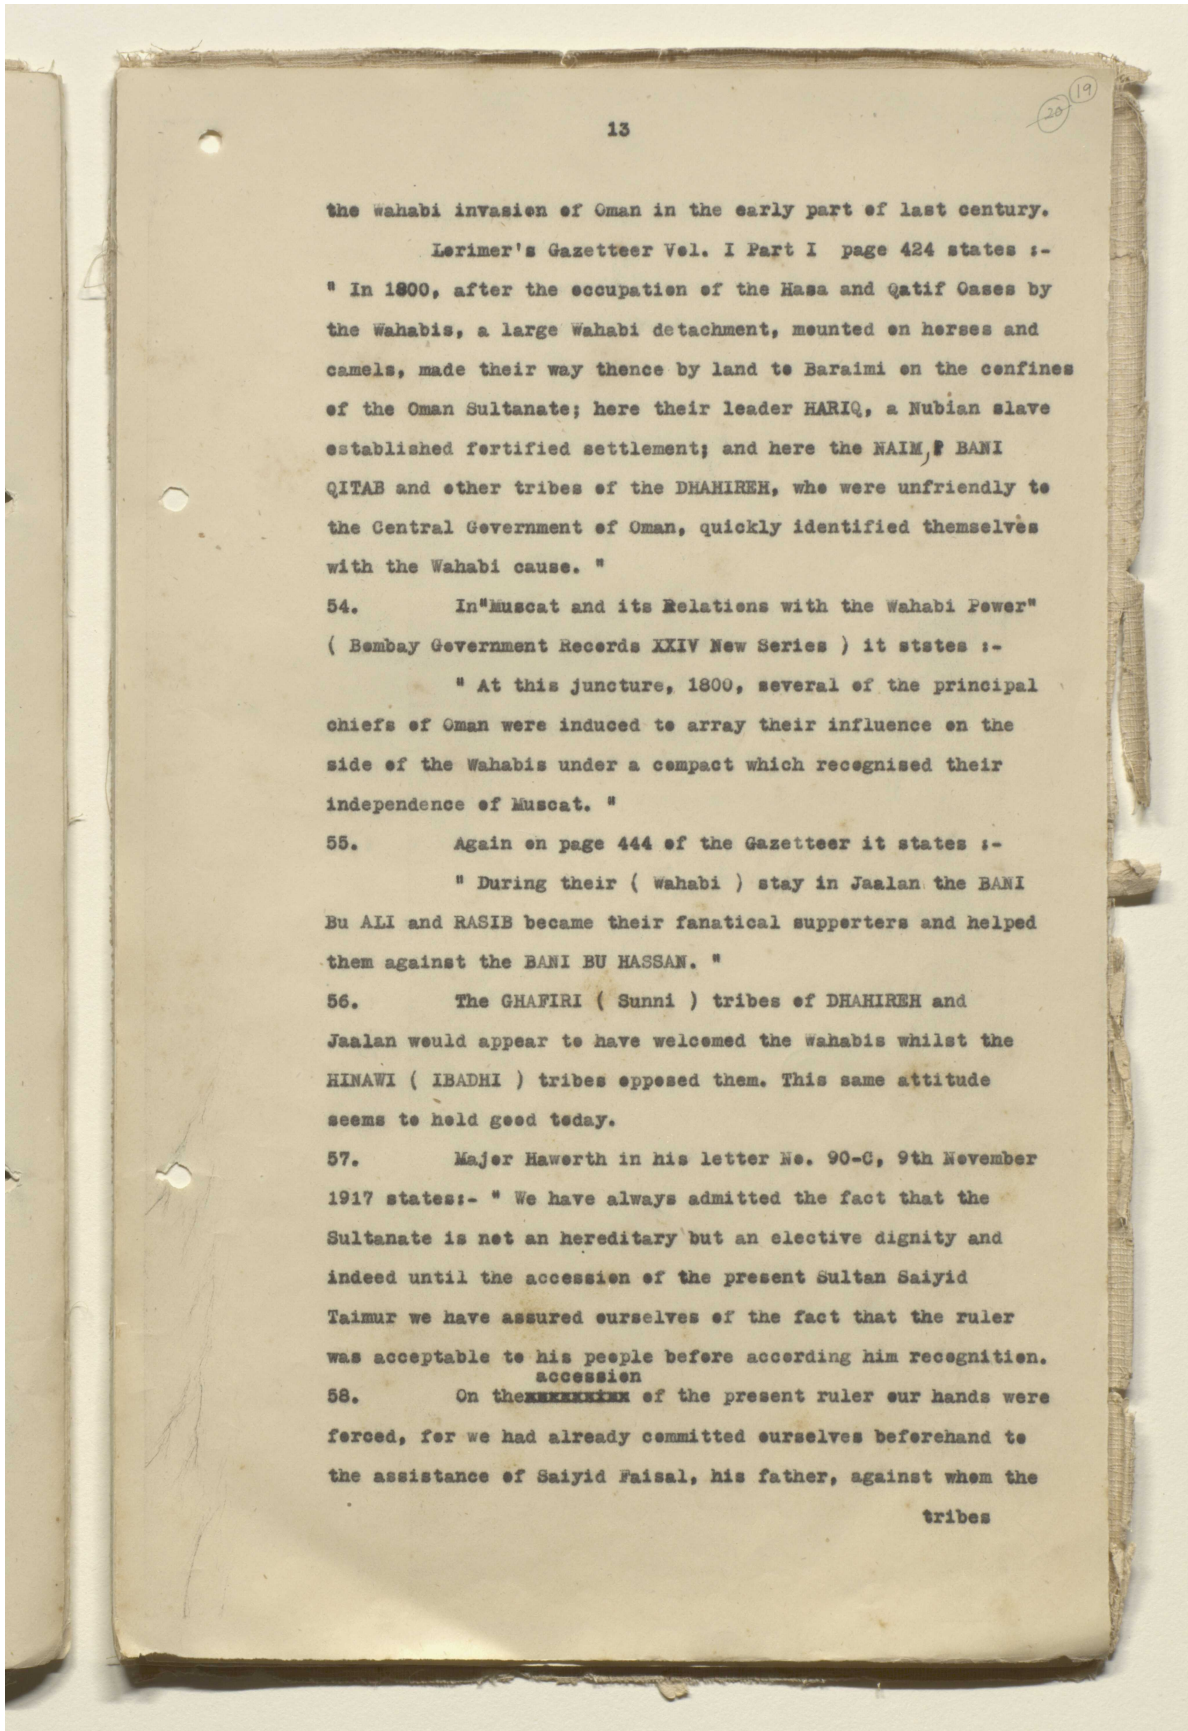 19
20
13
the Wahabi invasion of Oman in the early part of last century.
Lorimer's Gazetteer Vol. I Part I page 424 states :-
" In 1800, after the occupation of the Hasa and Qatif Oases by
the Wahabis, a large Wahabi detachment, mounted on horses and
camels, made their way thence by land to Baraimi on the confines
of the Oman Sultanate; here their leader HARIQ, a Nubian slave
established fortified settlement; and here the NAIM, BANI
QITAB and other tribes of the DHAHIREH, who were unfriendly to
the Central Government of Oman, quickly identified themselves
with the Wahabi cause. "
54. In"Muscat and its Relations with the Wahabi Power"
( Bombay Government Records XXIV New Series ) it ststes :-
" At this juncture, 1800, several of the principal
chiefs of Oman were induced to array their influence on the
side of the Wahabis under a compact which recognised their
independence of Muscat. "
55. Again on page 444 of the Gazetteer it states :-
" During their ( Wahabi ) stay in Jaalan the BANI
Bu ALI and RASIB became their fanatical supporters and helped
them against the BANI BU HASSAN. "
56. The GHAFIRI ( Sunni ) tribes of DHAHIREH and
Jaalan would appear to have welcomed the Wahabis whilst the
HINAWI ( IBADHI ) tribes opposed them. This same attitude
seems to hold good today.
57. Major Haworth in his letter No. 90-C, 9th November
1917 states:- " We have always admitted the fact that the
Sultanate is not an hereditary but an elective dignity and
indeed until the accession of the present Sultan Saiyid
Taimur we have assured ourselves of the fact that the ruler
was acceptable to his people before according him recognition.
accession
58. On the of the present ruler our hands were
forced, for we had already committed ourselves beforehand to
the assistance of Saiyid Faisal, his father, against whom the
tribes